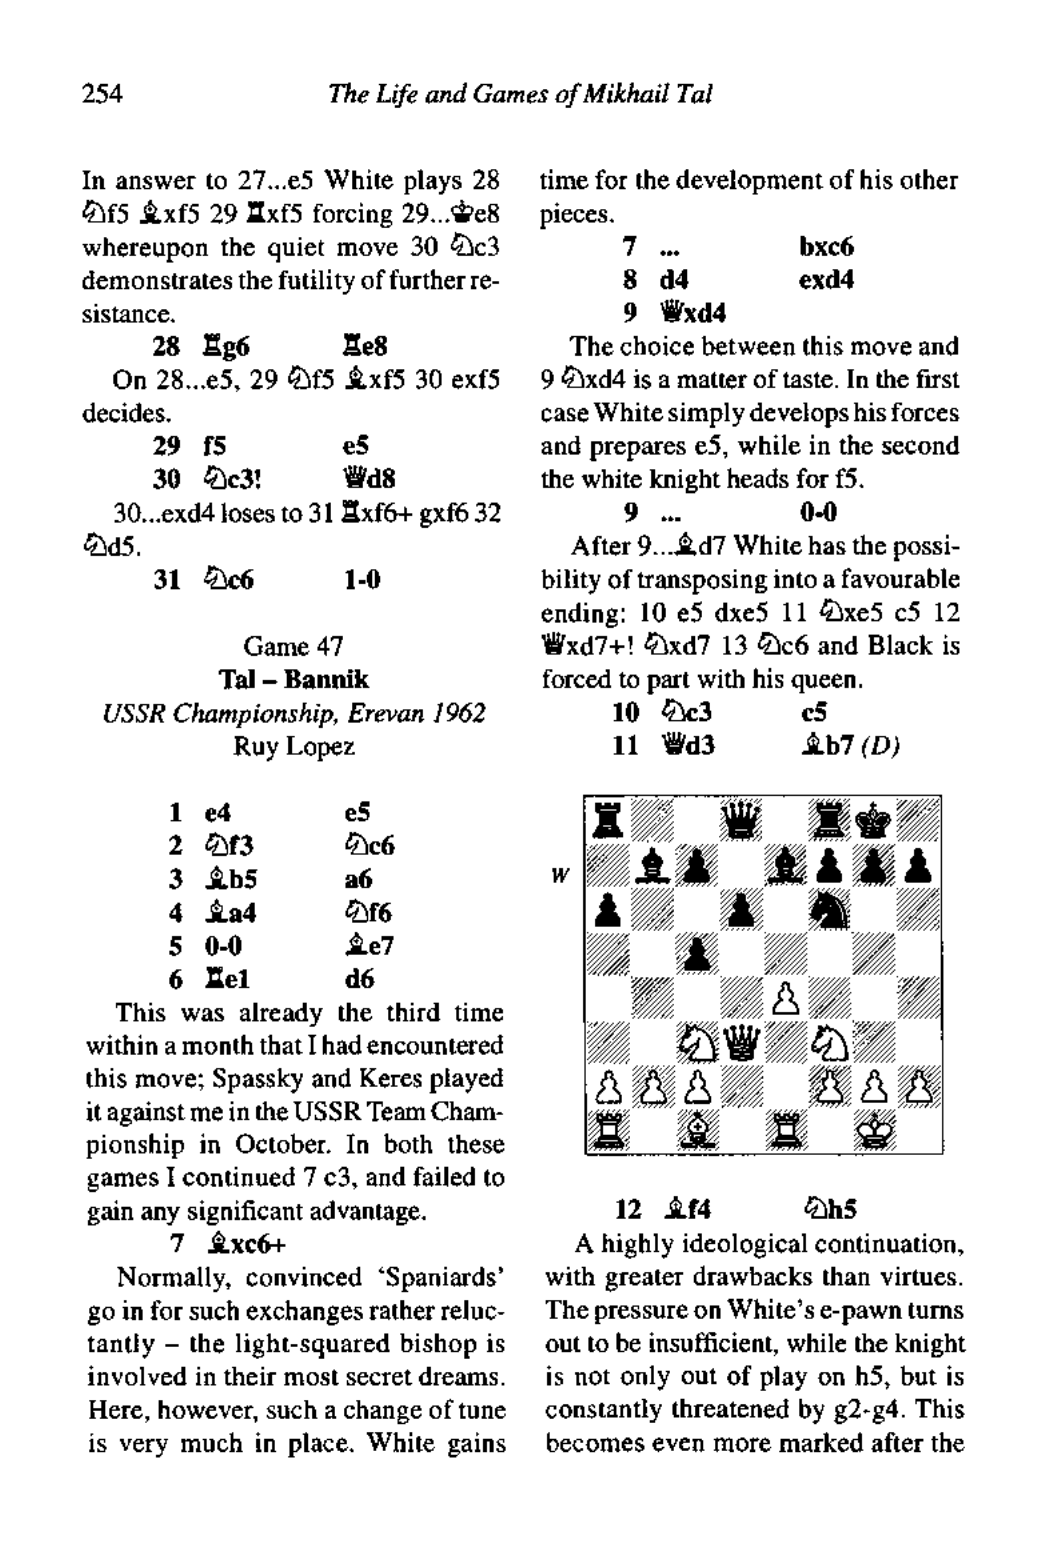 254 The Life and Games of Mikhail Tal
In answer to 27...e5 White plays 28
♘f5 ♗xf5 29 ♖xf5 forcing 29...♔e8
whereupon the quiet move 30 ♘c3
demonstrates the futility of further re-
sistance.
28 ♖g6 ♖e8
On 28...e5, 29 ♘f5 ♗xf5 30 exf5
decides.
29 f5 e5
30 ♘c3! ♕d8
30...exd4 loses to 31 ♖xf6+ gxf6 32
♘d5.
31 ♘c6 1-0
Game 47
Tal – Bannik
USSR Championship, Erevan 1962
Ruy Lopez
1 e4 e5
2 ♘f3 ♘c6
3 ♗b5 a6
4 ♗a4 ♘f6
5 0-0 ♗e7
6 ♖e1 d6
This was already the third time
within a month that I had encountered
this move; Spassky and Keres played
it against me in the USSR Team Cham-
pionship in October. In both these
games I continued 7 c3, and failed to
gain any significant advantage.
7 ♗xc6+
Normally, convinced ‘Spaniards’
go in for such exchanges rather reluc-
tantly – the light-squared bishop is
involved in their most secret dreams.
Here, however, such a change of tune
is very much in place. White gains
time for the development of his other
pieces.
7 ... bxc6
8 d4 exd4
9 ♕xd4
The choice between this move and
9 ♘xd4 is a matter of taste. In the first
case White simply develops his forces
and prepares e5, while in the second
the white knight heads for f5.
9 ... 0-0
After 9...♗d7 White has the possi-
bility of transposing into a favourable
ending: 10 e5 dxe5 11 ♘xe5 c5 12
♕xd7+! ♘xd7 13 ♘c6 and Black is
forced to part with his queen.
10 ♘c3 c5
11 ♕d3 ♗b7 (D)
W
12 ♗f4 ♘h5
A highly ideological continuation,
with greater drawbacks than virtues.
The pressure on White's e-pawn turns
out to be insufficient, while the knight
is not only out of play on h5, but is
constantly threatened by g2-g4. This
becomes even more marked after the